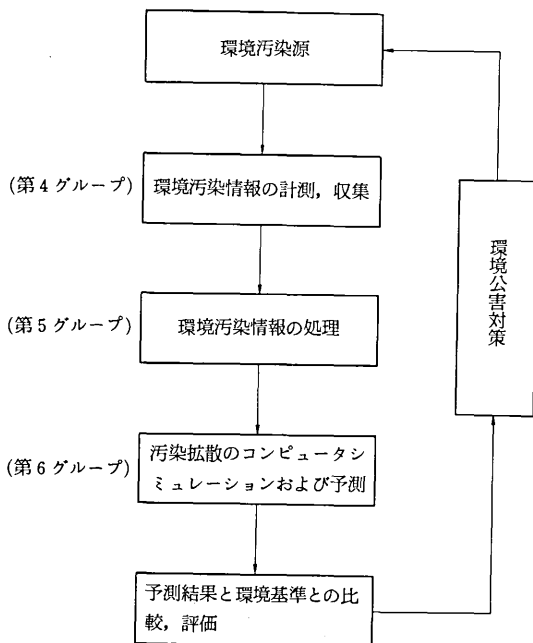 環境汚染源
(第4グループ)
環境汚染情報の計測，収集
(第5グループ)
環境汚染情報の処理
(第6グループ)
汚染拡散のコンピュータシ
ミュレーションおよび予測
予測結果と環境基準との比
較，評価
環境公害対策